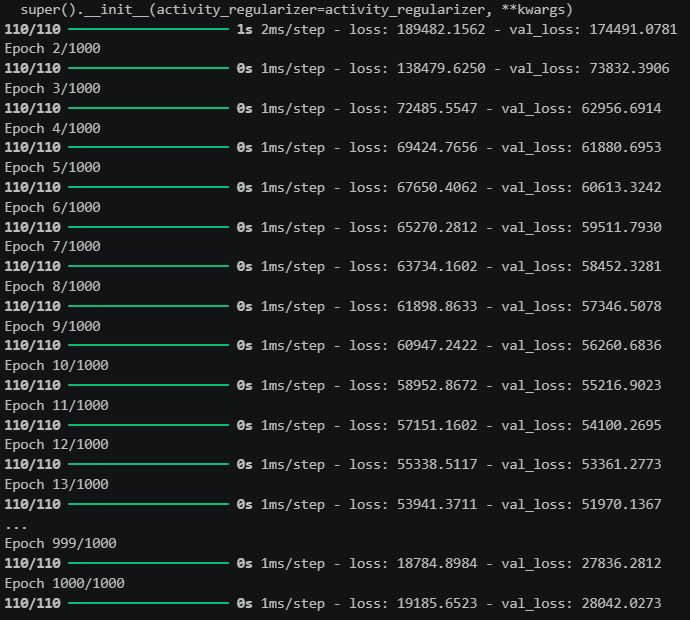 super().__init__(activity_regularizer=activity_regularizer, **kwargs)
110/110 ━━━━━━━━━━━━━━━━━━━━ 1s 2ms/step - loss: 189482.1562 - val_loss: 174491.0781
Epoch 2/1000
110/110 ━━━━━━━━━━━━━━━━━━━━ 0s 1ms/step - loss: 138479.6250 - val_loss: 73832.3906
Epoch 3/1000
110/110 ━━━━━━━━━━━━━━━━━━━━ 0s 1ms/step - loss: 72485.5547 - val_loss: 62956.6914
Epoch 4/1000
110/110 ━━━━━━━━━━━━━━━━━━━━ 0s 1ms/step - loss: 69424.7656 - val_loss: 61880.6953
Epoch 5/1000
110/110 ━━━━━━━━━━━━━━━━━━━━ 0s 1ms/step - loss: 67650.4062 - val_loss: 60613.3242
Epoch 6/1000
110/110 ━━━━━━━━━━━━━━━━━━━━ 0s 1ms/step - loss: 65270.2812 - val_loss: 59511.7930
Epoch 7/1000
110/110 ━━━━━━━━━━━━━━━━━━━━ 0s 1ms/step - loss: 63734.1602 - val_loss: 58452.3281
Epoch 8/1000
110/110 ━━━━━━━━━━━━━━━━━━━━ 0s 1ms/step - loss: 61898.8633 - val_loss: 57346.5078
Epoch 9/1000
110/110 ━━━━━━━━━━━━━━━━━━━━ 0s 1ms/step - loss: 60947.2422 - val_loss: 56260.6836
Epoch 10/1000
110/110 ━━━━━━━━━━━━━━━━━━━━ 0s 1ms/step - loss: 58952.8672 - val_loss: 55216.9023
Epoch 11/1000
110/110 ━━━━━━━━━━━━━━━━━━━━ 0s 1ms/step - loss: 57151.1602 - val_loss: 54100.2695
Epoch 12/1000
110/110 ━━━━━━━━━━━━━━━━━━━━ 0s 1ms/step - loss: 55338.5117 - val_loss: 53361.2773
Epoch 13/1000
110/110 ━━━━━━━━━━━━━━━━━━━━ 0s 1ms/step - loss: 53941.3711 - val_loss: 51970.1367
...
Epoch 999/1000
110/110 ━━━━━━━━━━━━━━━━━━━━ 0s 1ms/step - loss: 18784.8984 - val_loss: 27836.2812
Epoch 1000/1000
110/110 ━━━━━━━━━━━━━━━━━━━━ 0s 1ms/step - loss: 19185.6523 - val_loss: 28042.0273